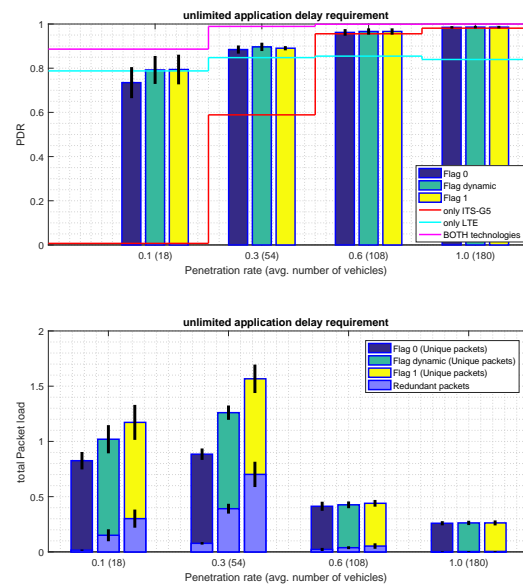 unlimited application delay requirement
1
0.8
0.6
0.4
0.2
0
PDR
Flag 0
Flag dynamic
Flag 1
only ITS-G5
only LTE
BOTH technologies
0.1 (18) 0.3 (54) 0.6 (108) 1.0 (180)
Penetration rate (avg. number of vehicles)
unlimited application delay requirement
2
1.5
1
0.5
0
total Packet load
Flag 0 (Unique packets)
Flag dynamic (Unique packets)
Flag 1 (Unique packets)
Redundant packets
0.1 (18) 0.3 (54) 0.6 (108) 1.0 (180)
Penetration rate (avg. number of vehicles)